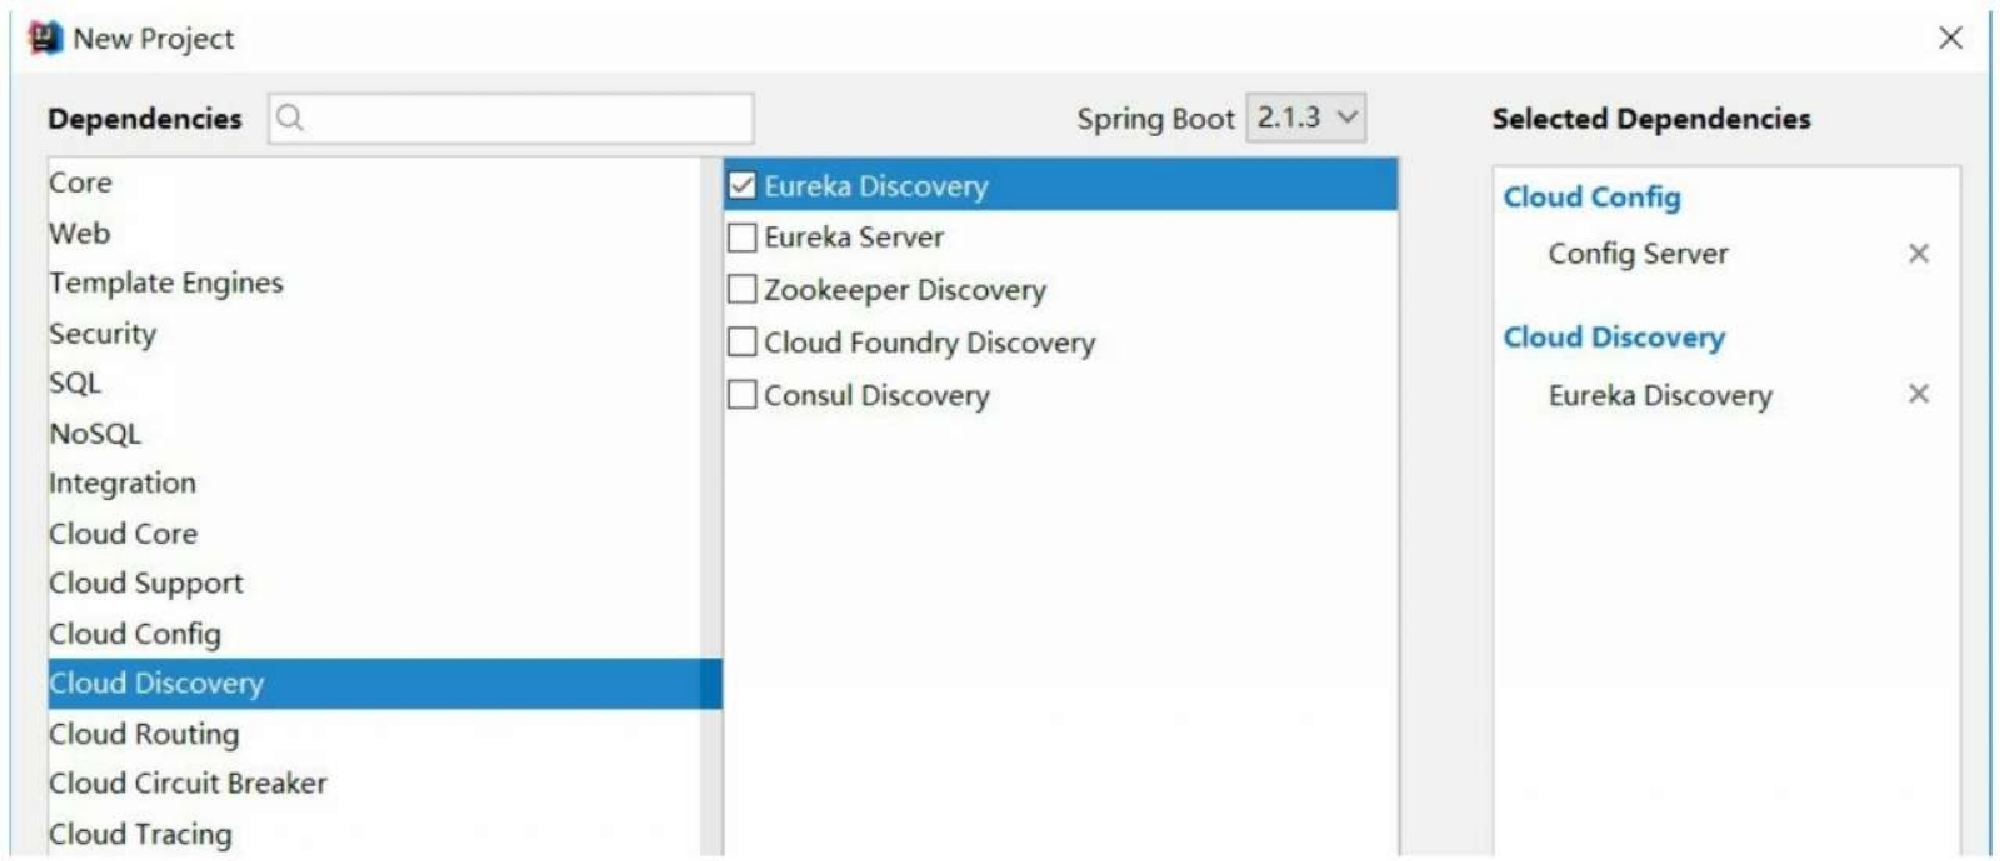 New Project
Dependencies
Spring Boot 2.1.3
Selected Dependencies
Core
Web
Template Engines
Security
SQL
NoSQL
Integration
Cloud Core
Cloud Support
Cloud Config
Cloud Discovery
Cloud Routing
Cloud Circuit Breaker
Cloud Tracing
Eureka Discovery
Eureka Server
Zookeeper Discovery
Cloud Foundry Discovery
Consul Discovery
Cloud Config
Config Server
Cloud Discovery
Eureka Discovery